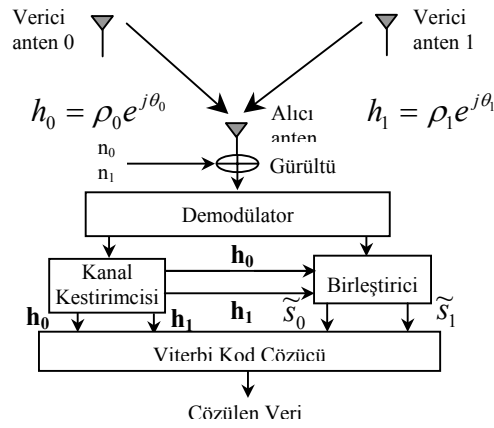 Verici
anten 0
Verici
anten 1
h₀ = ρ₀e^{jθ₀}
Alıcı
anten
h₁ = ρ₁e^{jθ₁}
n₀
n₁
Gürültü
Demodülator
Kanal
Kestirimcisi
h₀
h₁
Birleştirici
h₀
h₁
s̃₀
s̃₁
Viterbi Kod Çözücü
Çözülen Veri